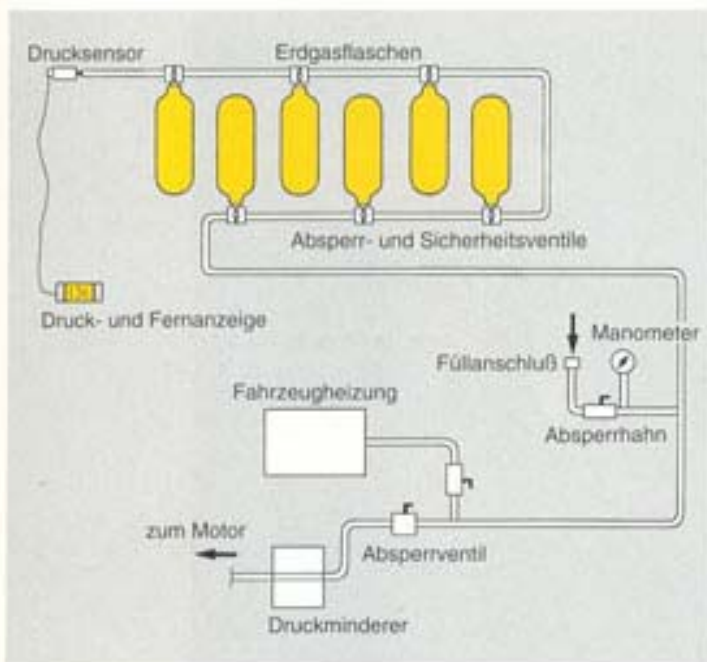 Drucksensor
Erdgasflaschen
Absperr- und Sicherheitsventile
Druck- und Fernanzeige
Manometer
Füllanschluß
Fahrzeugheizung
Absperrhahn
zum Motor
Absperrventil
Druckminderer